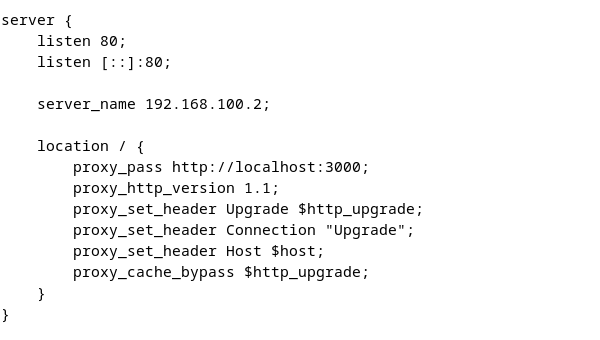 server {
    listen 80;
    listen [::]:80;

    server_name 192.168.100.2;

    location / {
        proxy_pass http://localhost:3000;
        proxy_http_version 1.1;
        proxy_set_header Upgrade $http_upgrade;
        proxy_set_header Connection "Upgrade";
        proxy_set_header Host $host;
        proxy_cache_bypass $http_upgrade;
    }
}